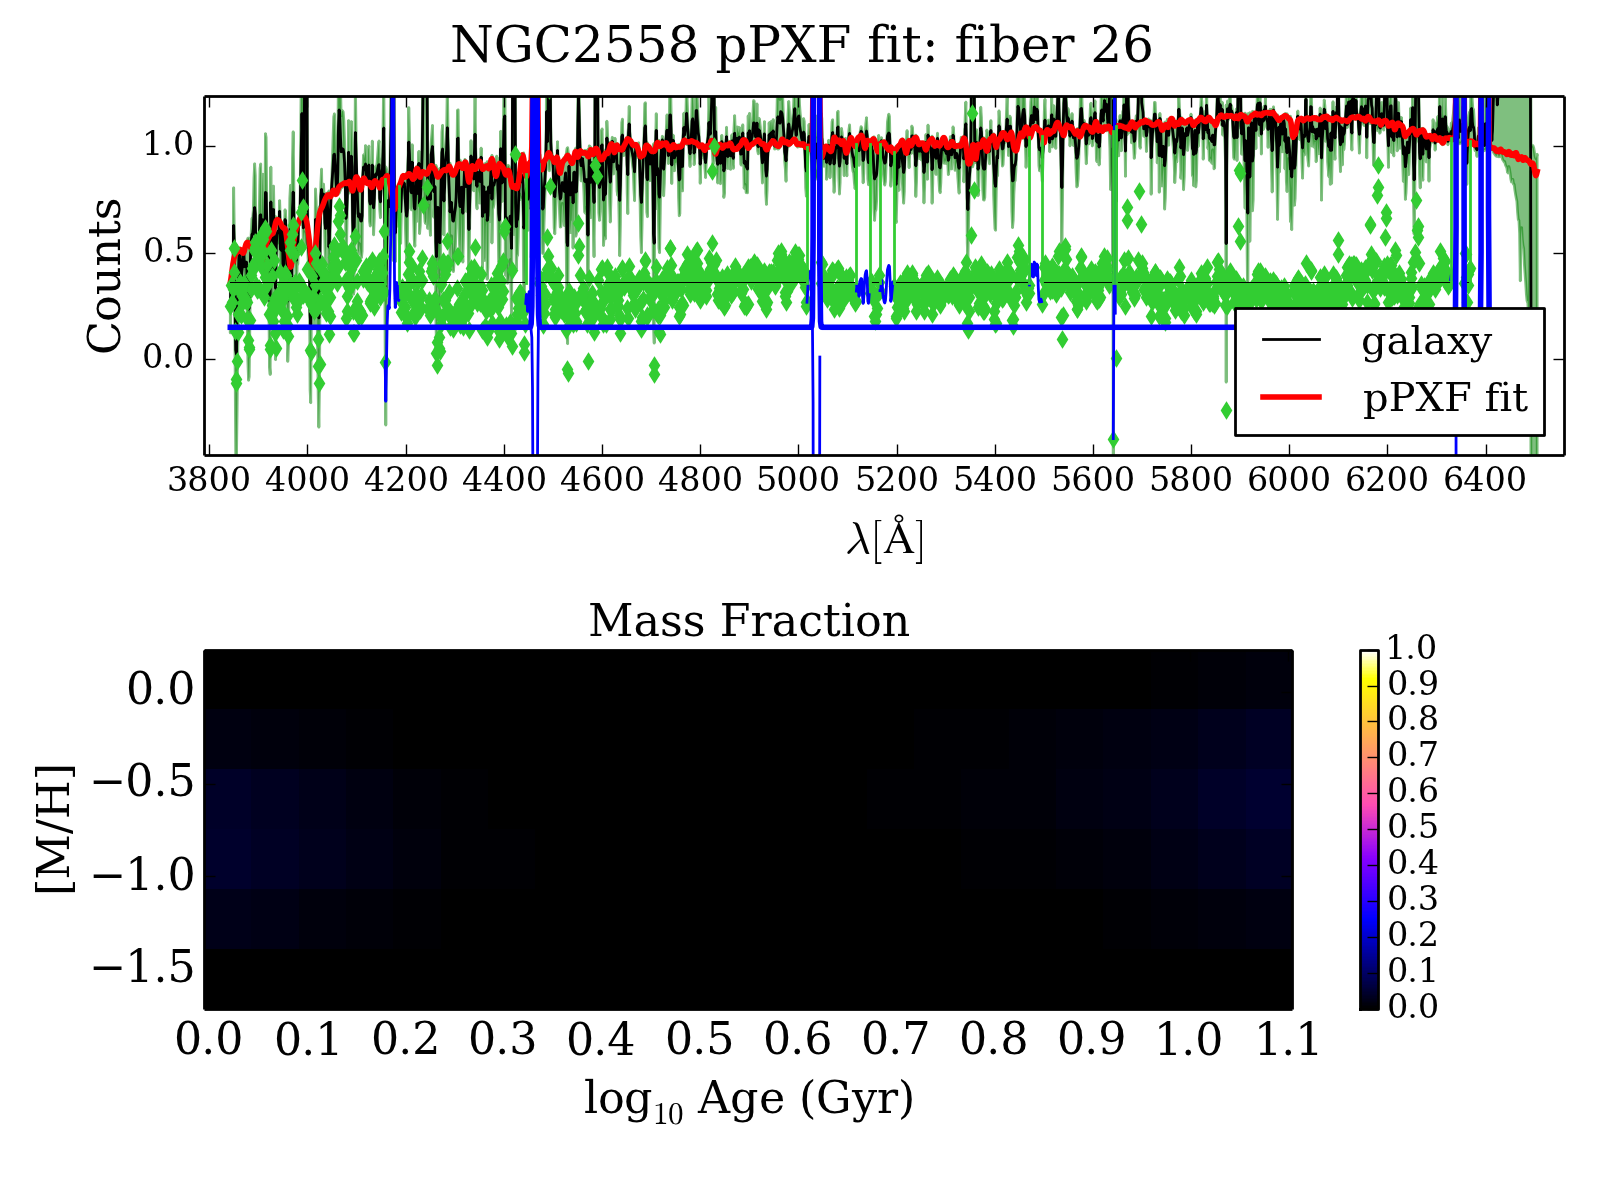 NGC2558 pPXF fit: fiber 26
1.0
0.5
0.0
Counts
galaxy
pPXF fit
3800 4000 4200 4400 4600 4800 5000 5200 5400 5600 5800 6000 6200 6400
λ[Å]
Mass Fraction
0.0
−0.5
−1.0
−1.5
[M/H]
1.0
0.9
0.8
0.7
0.6
0.5
0.4
0.3
0.2
0.1
0.0
0.0 0.1 0.2 0.3 0.4 0.5 0.6 0.7 0.8 0.9 1.0 1.1
log₁₀ Age (Gyr)